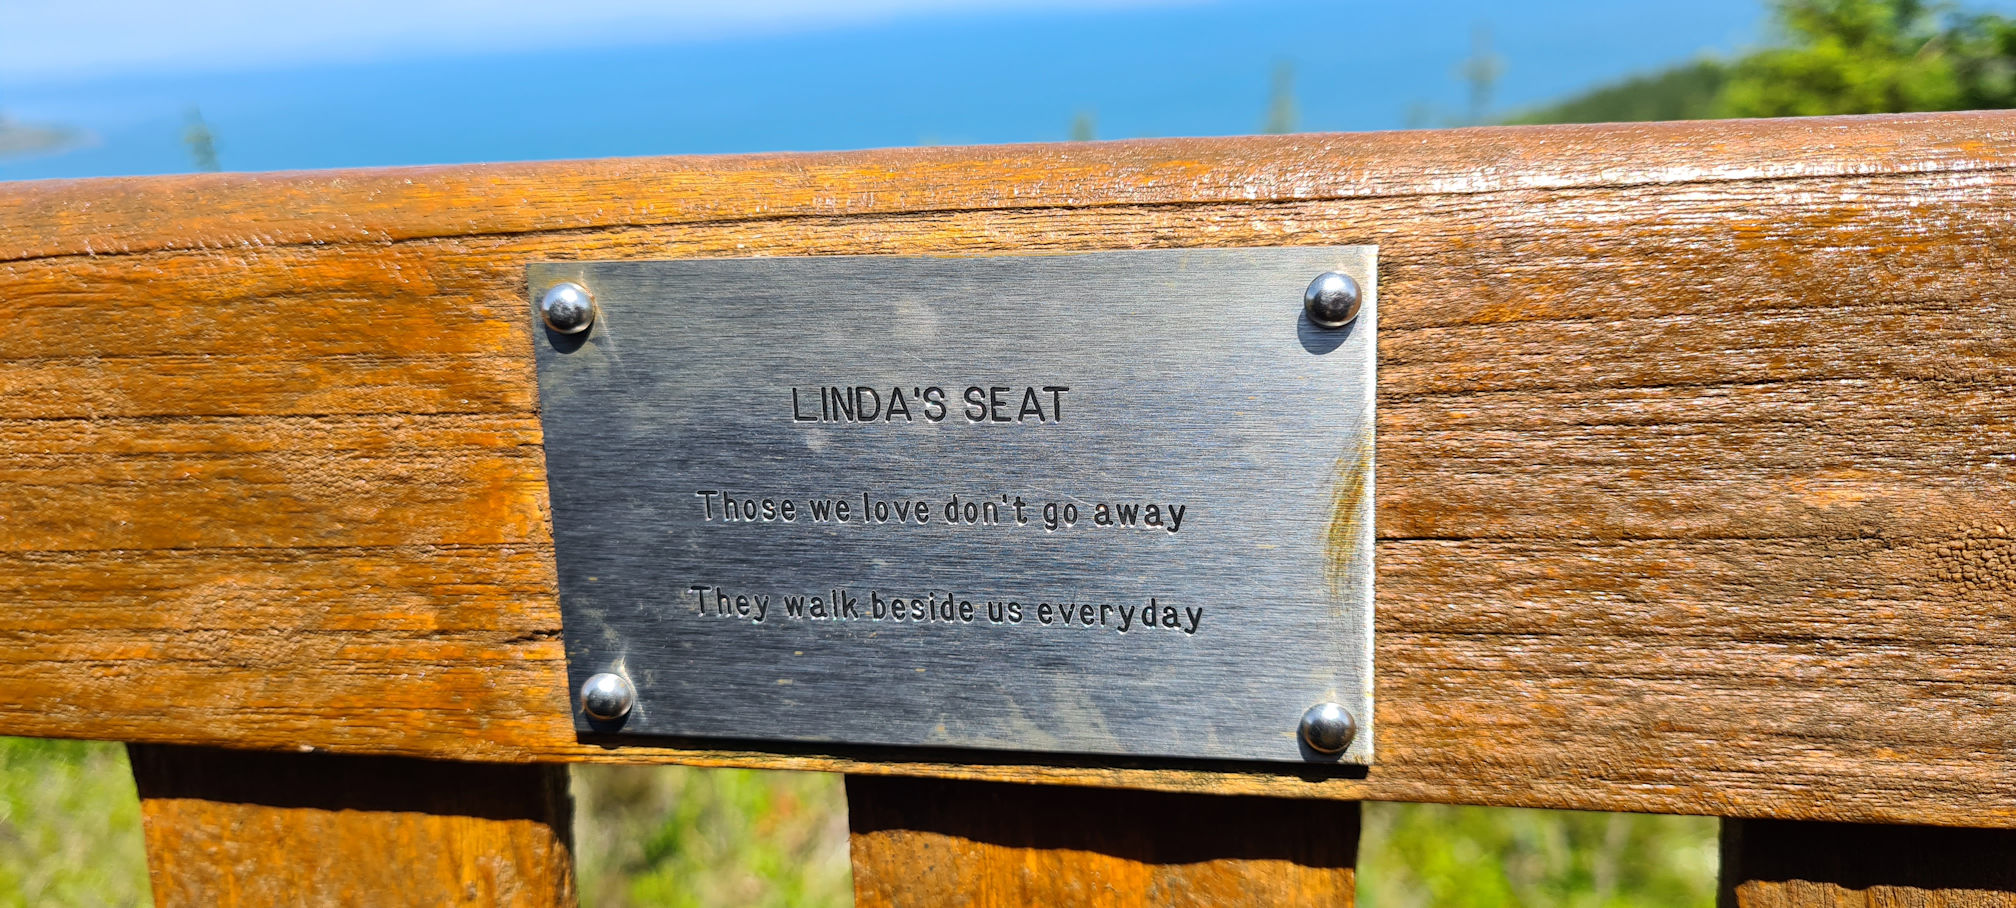 LINDA'S SEAT
Those we love don't go away
They walk beside us everyday